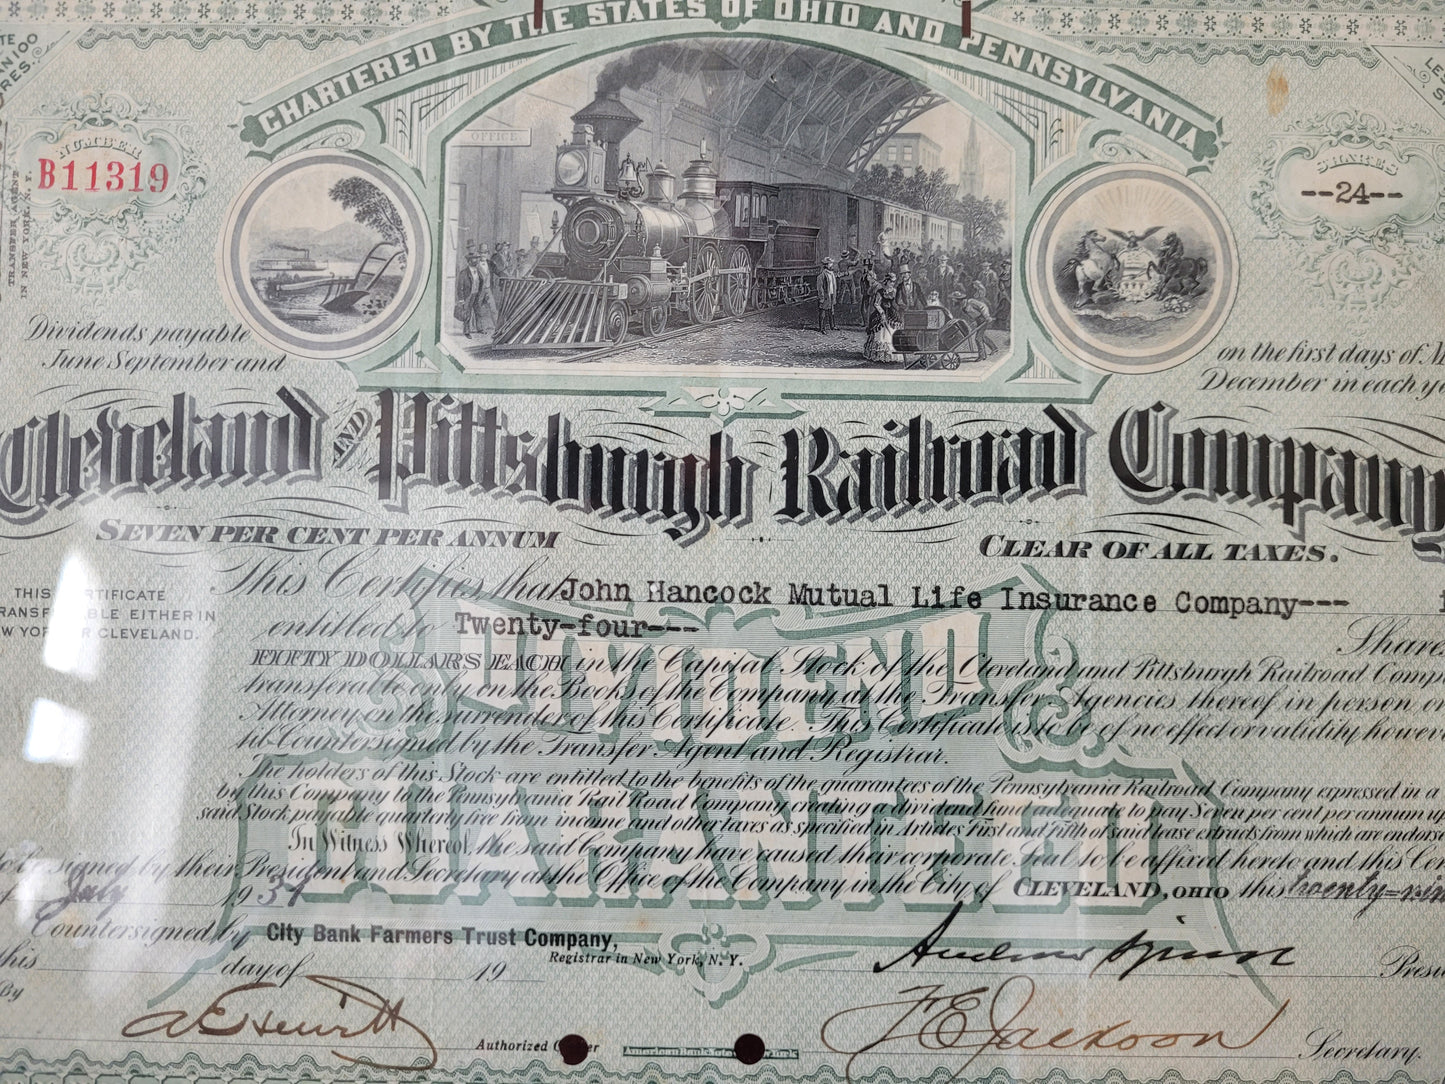 CHARTERED BY THE STATES OF OHIO AND PENNSYLVANIA
NUMBER
B11319
OFFICE
SHARES
--24--
TRANSFER AGENT
IN NEW YORK, N.Y.
Dividends payable
June September and
on the first days of
December in each
Cleveland AND Pittsburgh Railroad Company
SEVEN PER CENT PER ANNUM
CLEAR OF ALL TAXES.
THIS
EITHER IN
CLEVELAND.
This Certifies that John Hancock Mutual Life Insurance Company---
entitled to Twenty-four---
Shares
FIFTY DOLLARS EACH in the Capital Stock of the Cleveland and Pittsburgh Railroad
transferable only on the Books of the Company at the Transfer Agencies thereof in person or
Attorney on the surrender of this Certificate. This Certificate is to be of no effect or validity however
Countersigned by the Transfer Agent and Registrar.
DIVIDEND
GUARANTEED
The holders of this Stock are entitled to the benefits of the guarantees of the Pennsylvania Railroad Company expressed in a
by this Company to the Pennsylvania Rail Road Company creating a dividend fund adequate to pay Seven per cent per annum
said Stock payable quarterly free from income and other taxes as specified in Articles First and Fifth of said lease extracts from which are
In Witness Whereof, the said Company have caused their corporate Seal to be affixed hereto and this
signed by their President and Secretary at the Office of the Company in the City of CLEVELAND, OHIO this
July
Countersigned by City Bank Farmers Trust Company,
Registrar in New York, N.Y.
this day of 19
By
Authorized
American Bank Note
F E Jackson
Secretary.